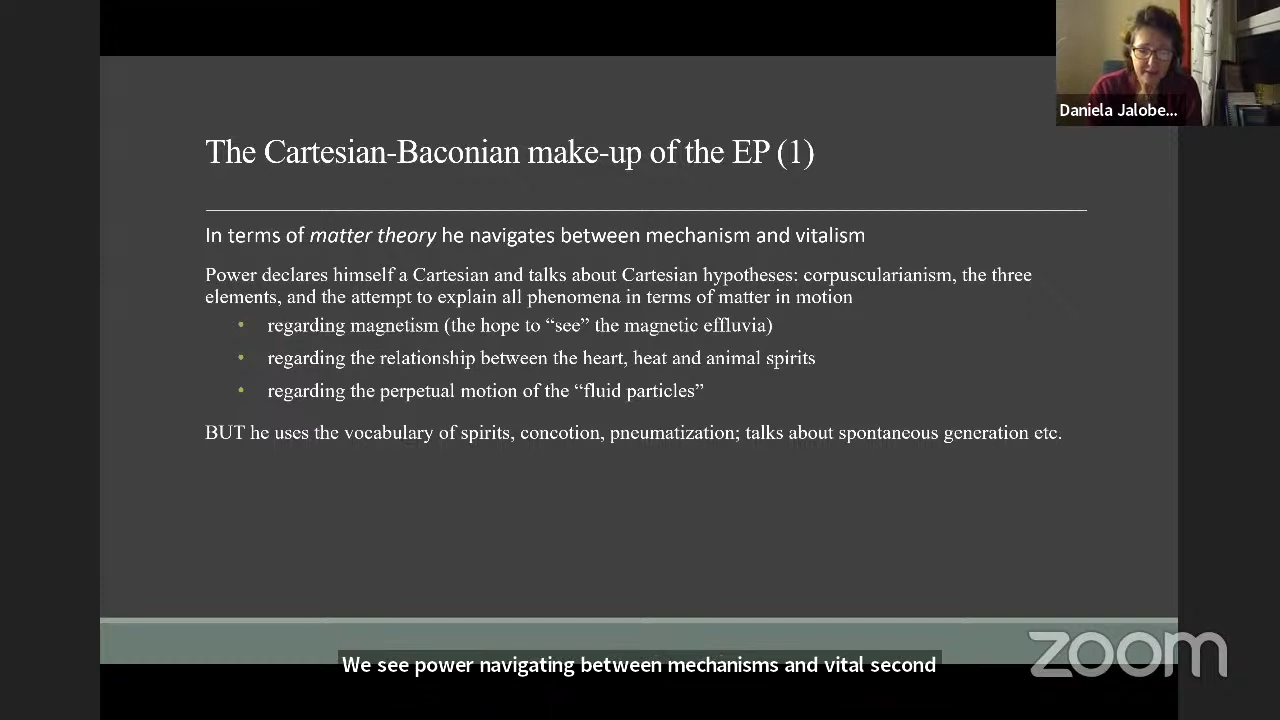 Daniela Jalobe...
The Cartesian-Baconian make-up of the EP (1)
In terms of matter theory he navigates between mechanism and vitalism
Power declares himself a Cartesian and talks about Cartesian hypotheses: corpuscularianism, the three
elements, and the attempt to explain all phenomena in terms of matter in motion
• regarding magnetism (the hope to “see” the magnetic effluvia)
• regarding the relationship between the heart, heat and animal spirits
• regarding the perpetual motion of the “fluid particles”
BUT he uses the vocabulary of spirits, concotion, pneumatization; talks about spontaneous generation etc.
We see power navigating between mechanisms and vital second
zoom